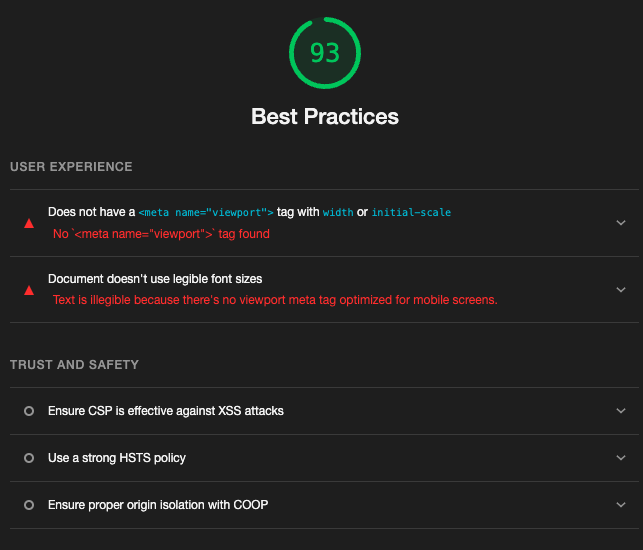 93
Best Practices
USER EXPERIENCE
Does not have a <meta name="viewport"> tag with width or initial-scale
No `<meta name="viewport">` tag found
Document doesn't use legible font sizes
Text is illegible because there's no viewport meta tag optimized for mobile screens.
TRUST AND SAFETY
Ensure CSP is effective against XSS attacks
Use a strong HSTS policy
Ensure proper origin isolation with COOP